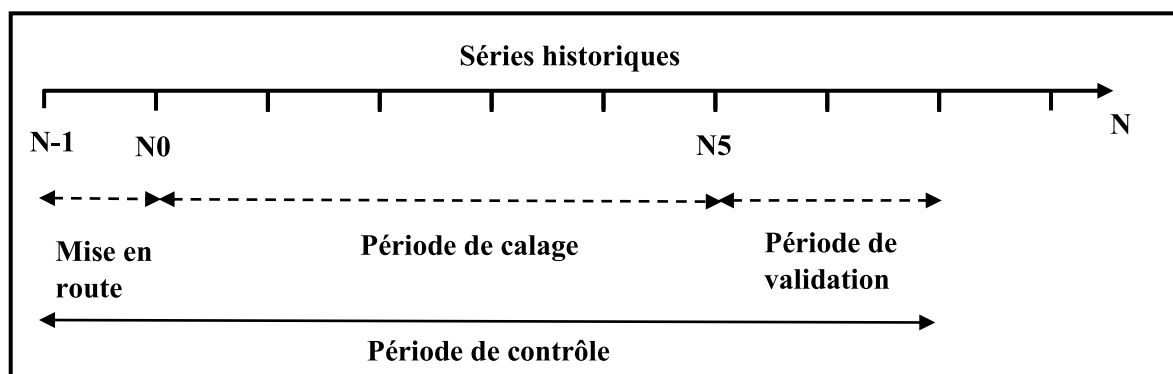 Séries historiques
N
N-1
N0
N5
Mise en
route
Période de calage
Période de
validation
Période de contrôle